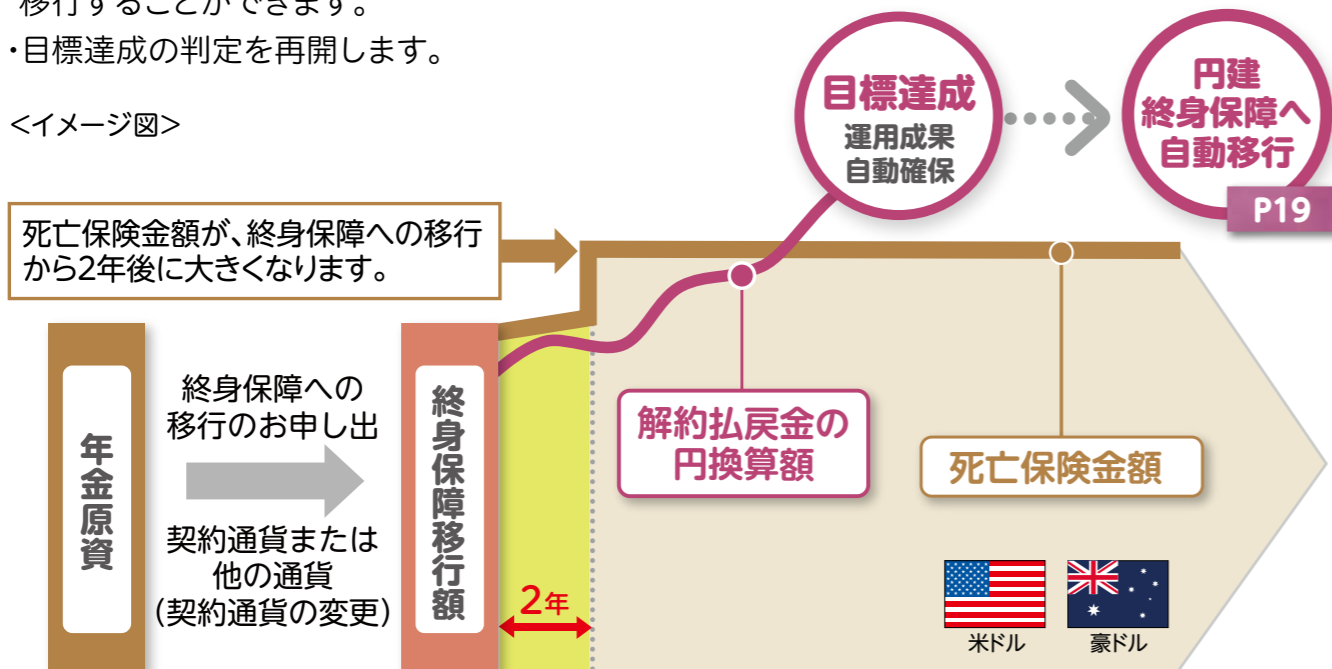 移行することができます。
・目標達成の判定を再開します。
<イメージ図>
目標達成
運用成果
自動確保
円建
終身保障へ
自動移行
P19
死亡保険金額が、終身保障への移行
から2年後に大きくなります。
年金原資
終身保障への
移行のお申し出
契約通貨または
他の通貨
(契約通貨の変更)
終身保障移行額
2年
解約払戻金の
円換算額
死亡保険金額
米ドル
豪ドル